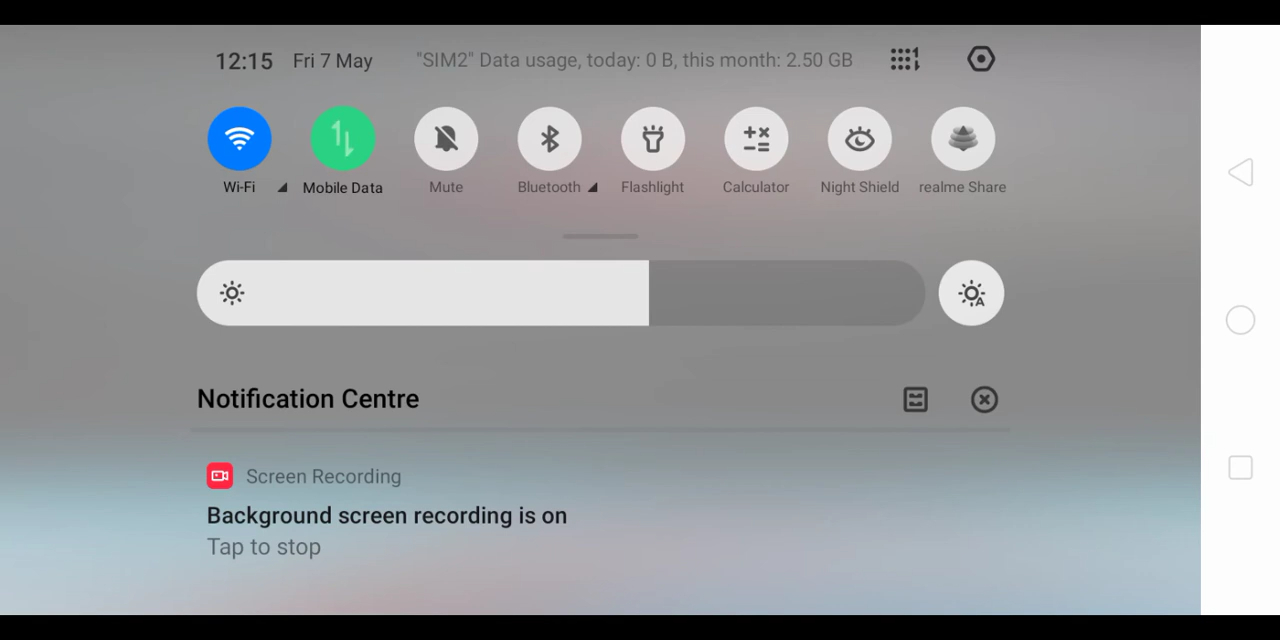 12:15 Fri 7 May "SIM2" Data usage, today: 0 B, this month: 2.50 GB
Wi-Fi Mobile Data Mute Bluetooth Flashlight Calculator Night Shield realme Share
Notification Centre
Screen Recording
Background screen recording is on
Tap to stop